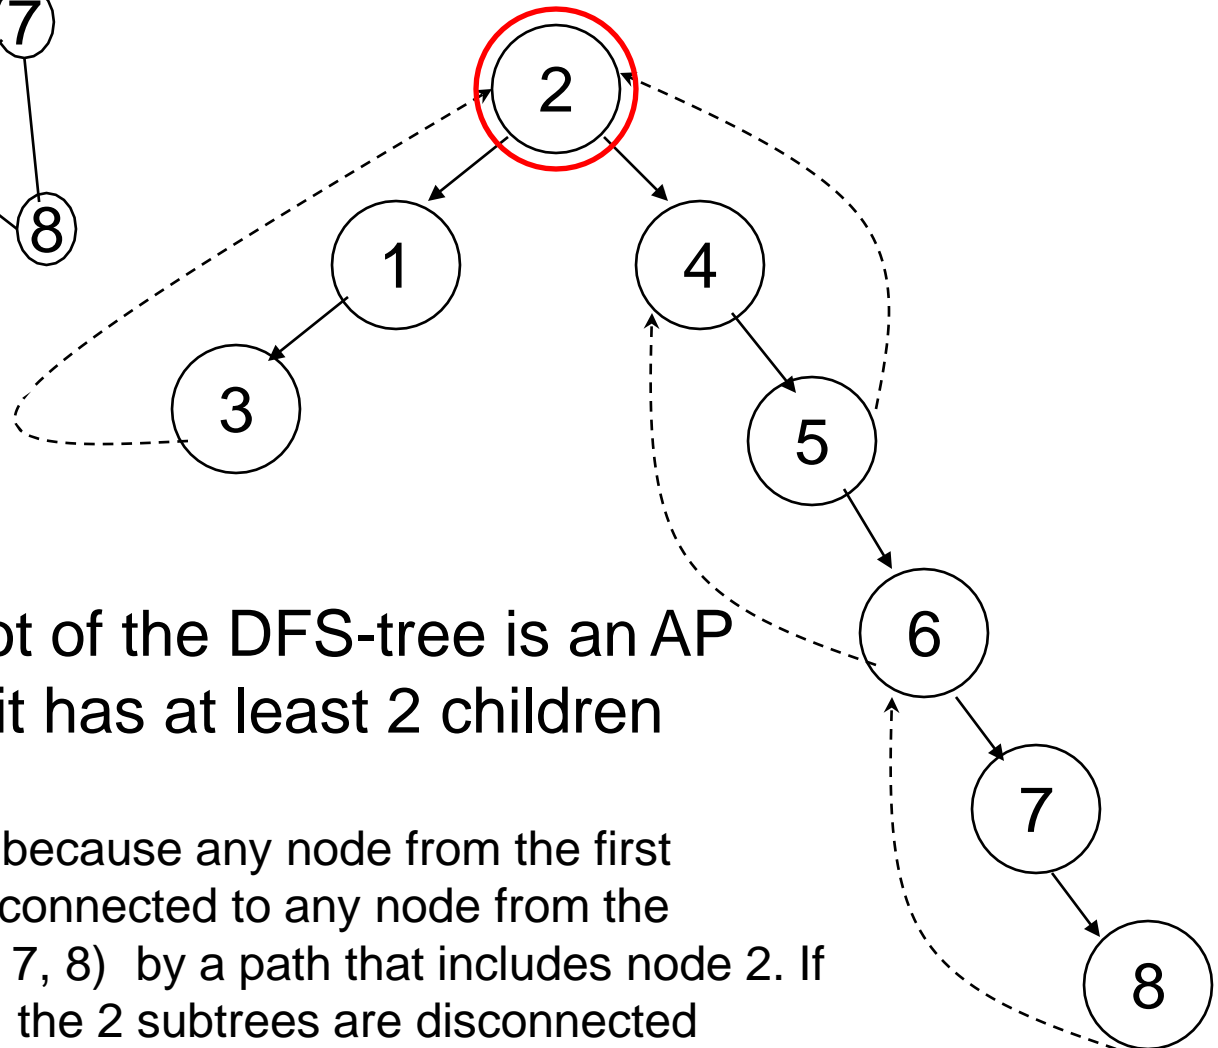 7
2
8
1
4
3
5
ot of the DFS-tree is an AP
6
it has at least 2 children
7
because any node from the first
connected to any node from the
7, 8) by a path that includes node 2. If
8
the 2 subtrees are disconnected